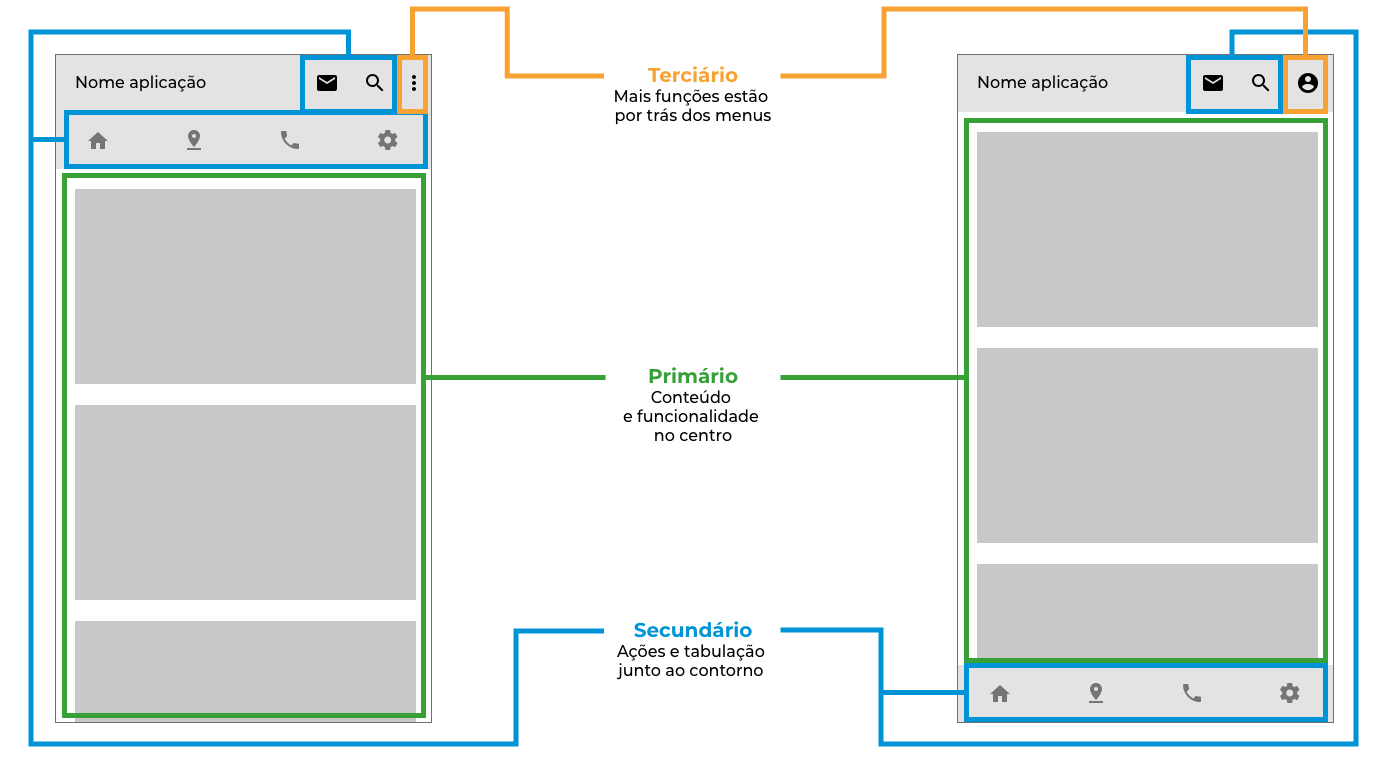 Nome aplicação
Terciário
Mais funções estão
por trás dos menus
Nome aplicação
Primário
Conteúdo
e funcionalidade
no centro
Secundário
Ações e tabulação
junto ao contorno